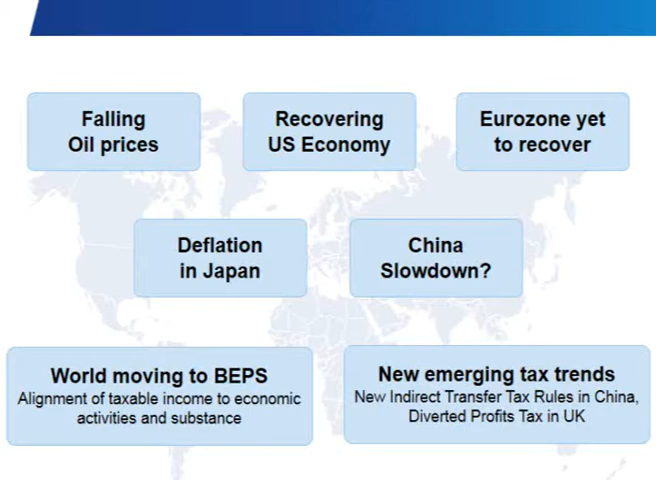 Falling
Oil prices
Recovering
US Economy
Eurozone yet
to recover
Deflation
in Japan
China
Slowdown?
World moving to BEPS
Alignment of taxable income to economic
activities and substance
New emerging tax trends
New Indirect Transfer Tax Rules in China,
Diverted Profits Tax in UK